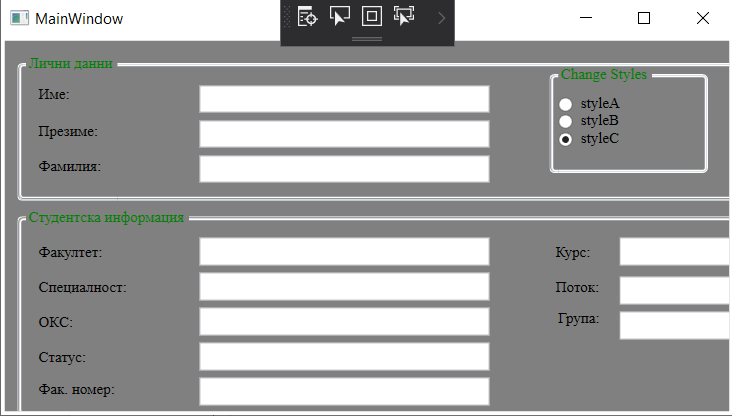 MainWindow
Лични данни
Име:
Презиме:
Фамилия:
Change Styles
styleA
styleB
styleC
Студентска информация
Факултет:
Курс:
Специалност:
Поток:
ОКС:
Група:
Статус:
Фак. номер: